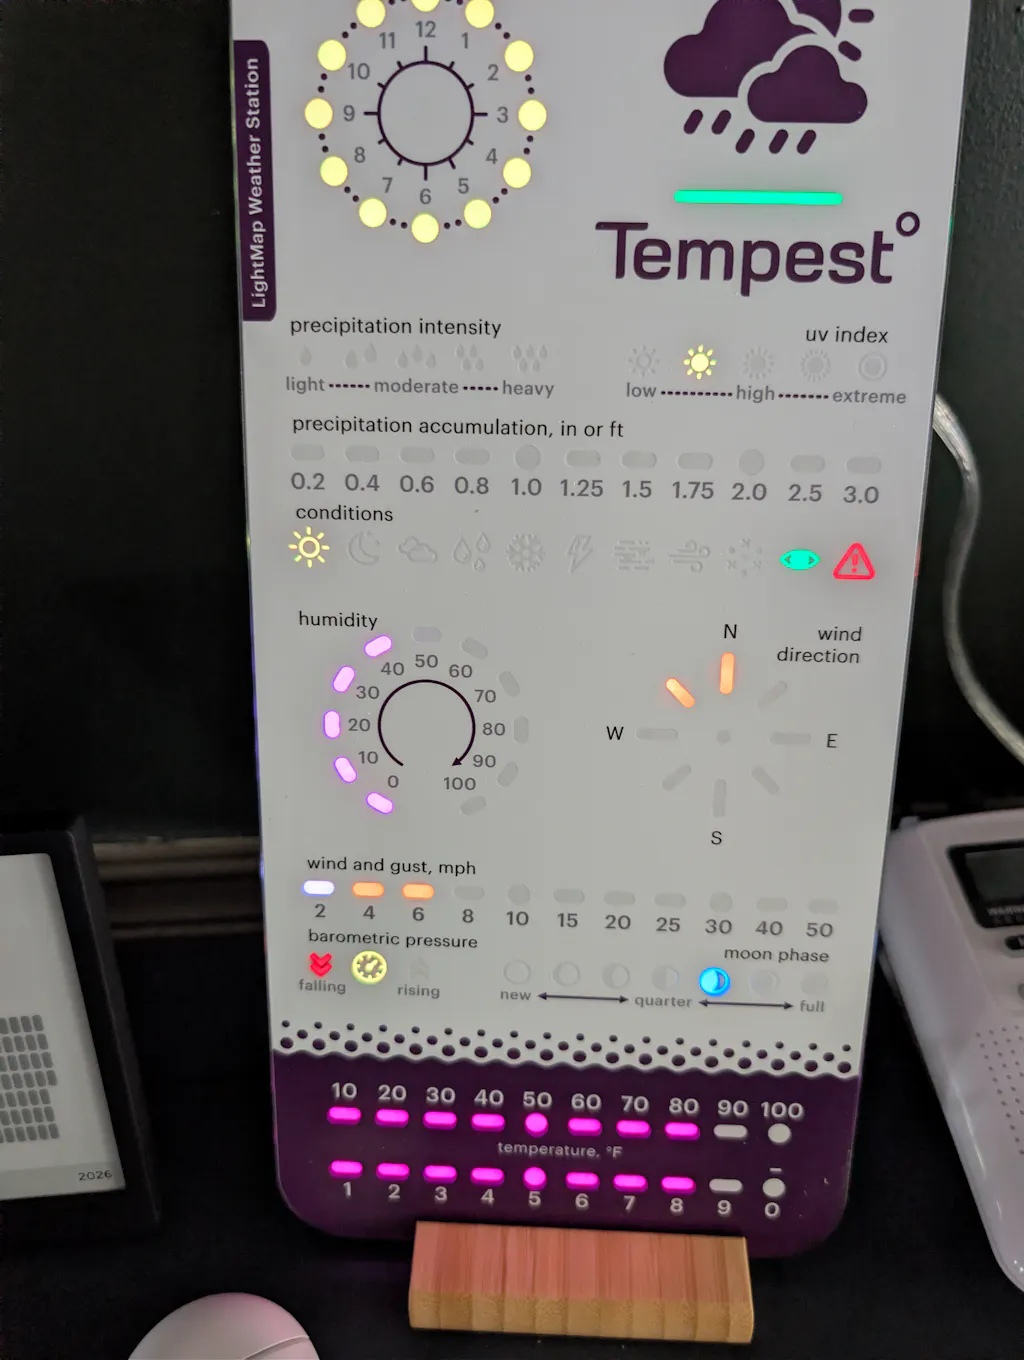 LightMap Weather Station
12
11 1
10 2
9 3
8 4
7 5
6
Tempest°
precipitation intensity
light moderate heavy
uv index
low high extreme
precipitation accumulation, in or ft
0.2 0.4 0.6 0.8 1.0 1.25 1.5 1.75 2.0 2.5 3.0
conditions
humidity
0 10 20 30 40 50 60 70 80 90 100
wind
direction
N
W E
S
wind and gust, mph
2 4 6 8 10 15 20 25 30 40 50
barometric pressure
falling rising
moon phase
new quarter full
10 20 30 40 50 60 70 80 90 100
temperature, °F
1 2 3 4 5 6 7 8 9 0
2026